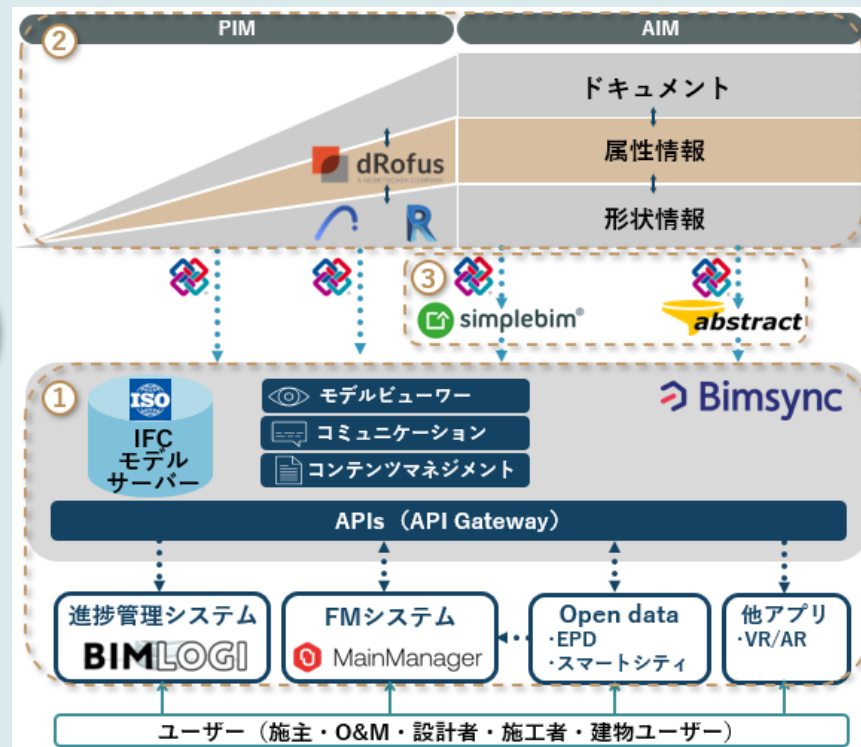 ②
PIM
AIM
ドキュメント
属性情報
形状情報
dRofus
A NEMETSCHEK COMPANY
R
③
simplebim®
abstract
①
ISO
IFC
モデル
サーバー
モデルビューワー
コミュニケーション
コンテンツマネジメント
Bimsync
APIs（API Gateway）
進捗管理システム
BIMLOGI
FMシステム
MainManager
Open data
·EPD
·スマートシティ
他アプリ
·VR/AR
ユーザー（施主・O&M・設計者・施工者・建物ユーザー）